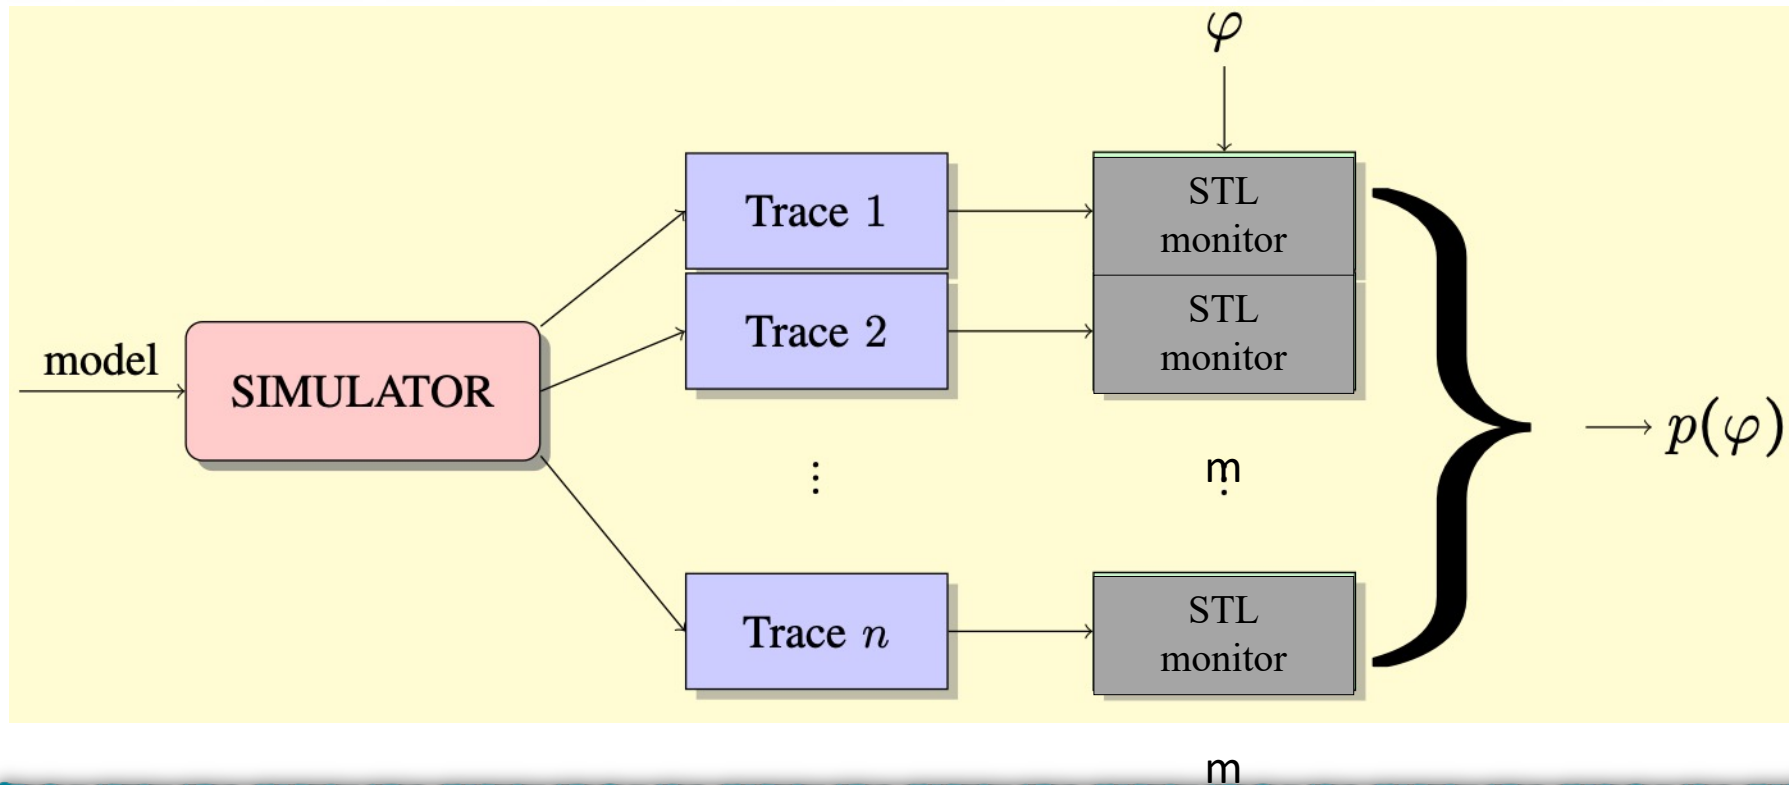 φ
Trace 1
STL
monitor
Trace 2
STL
monitor
model
SIMULATOR
p(φ)
⋮
m
⋮
Trace n
STL
monitor
m